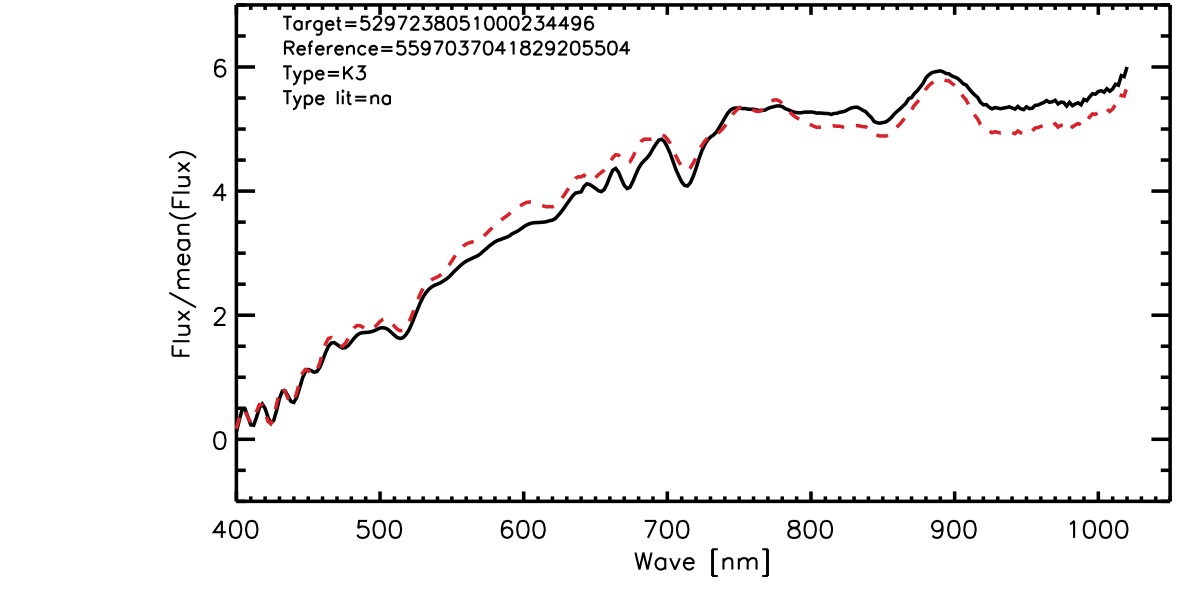 Target=5297238051000234496
Reference=5597037041829205504
Type=K3
Type lit=na
6
4
2
0
Flux/mean(Flux)
400 500 600 700 800 900 1000
Wave [nm]